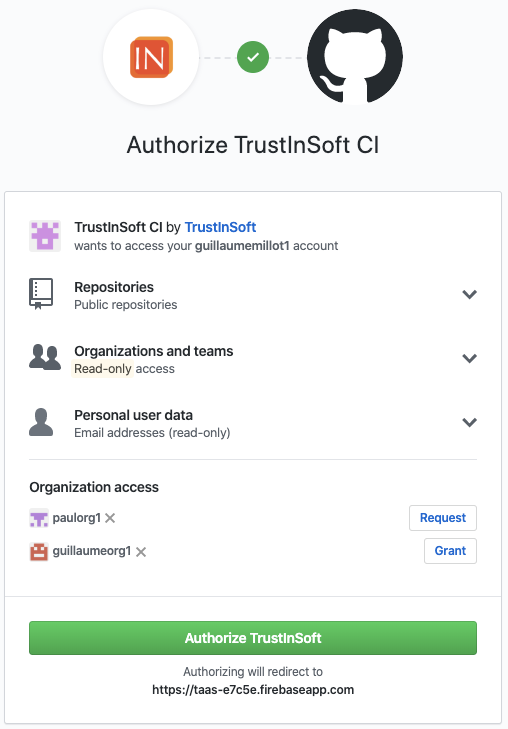 IN
Authorize TrustInSoft CI
TrustInSoft CI by TrustInSoft
wants to access your guillaumemillot1 account
Repositories
Public repositories
Organizations and teams
Read-only access
Personal user data
Email addresses (read-only)
Organization access
paulorg1
Request
guillaumeorg1
Grant
Authorize TrustInSoft
Authorizing will redirect to
https://taas-e7c5e.firebaseapp.com